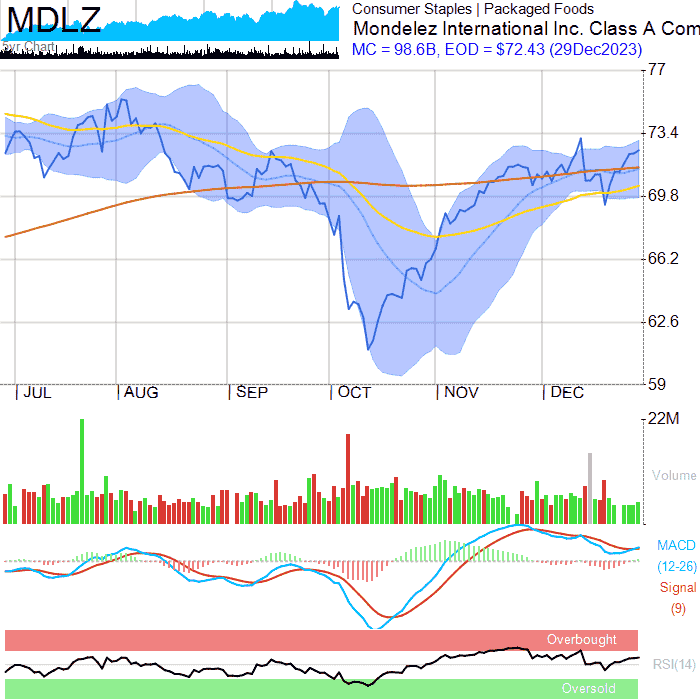 MDLZ
5yr Chart
Consumer Staples | Packaged Foods
Mondelez International Inc. Class A Com
MC = 98.6B, EOD = $72.43 (29Dec2023)
77
73.4
69.8
66.2
62.6
59
| JUL | AUG | SEP | OCT | NOV | DEC
22M
Volume
MACD
(12-26)
Signal
(9)
Overbought
RSI(14)
Oversold